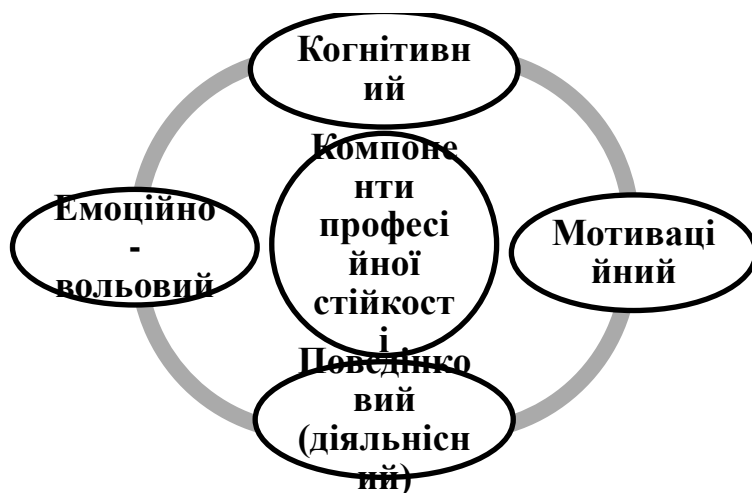 Когнітивн
ий
Компоне
нти
професі
йної
стійкост
і
Емоційно
-
вольовий
Мотиваці
йний
Поведінко
вий
(діяльнісн
ий)